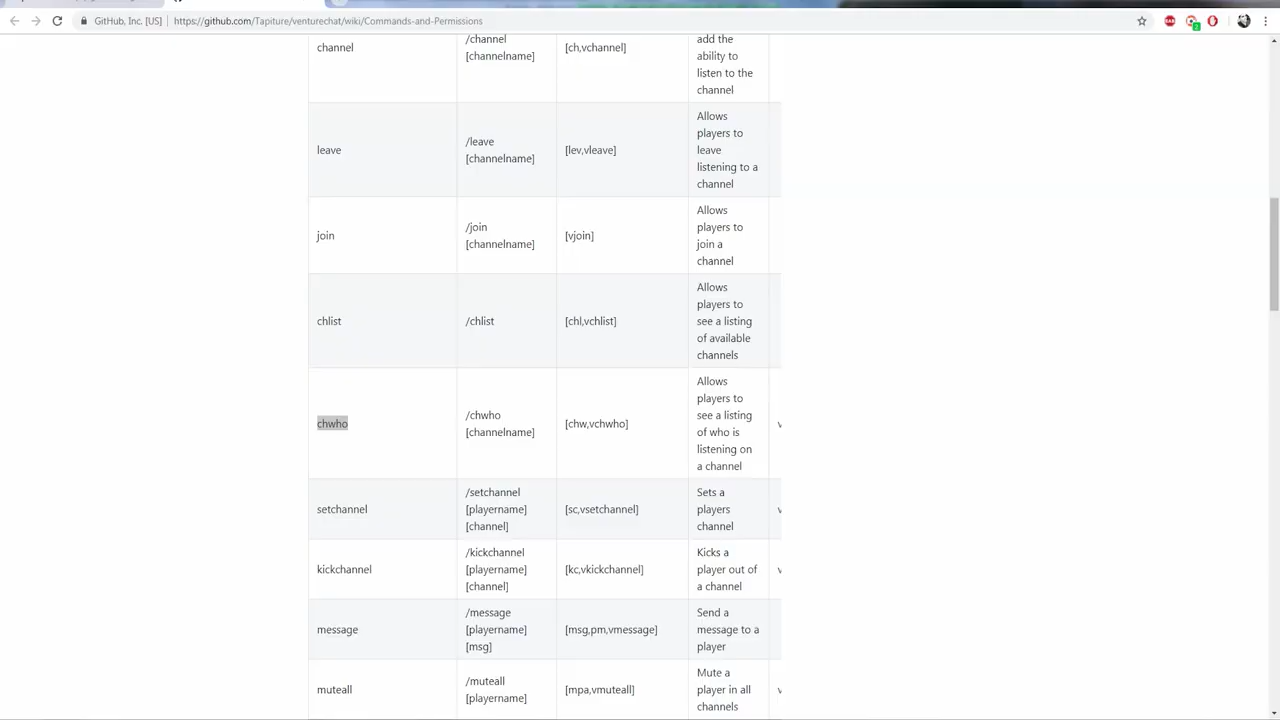 GitHub, Inc. [US]
https://github.com/Tapiture/venturechat/wiki/Commands-and-Permissions
channel
/channel
[channelname]
[ch,vchannel]
add the
ability to
listen to the
channel
leave
/leave
[channelname]
[lev,vleave]
Allows
players to
leave
listening to a
channel
join
/join
[channelname]
[vjoin]
Allows
players to
join a
channel
chlist
/chlist
[chl,vchlist]
Allows
players to
see a listing
of available
channels
chwho
/chwho
[channelname]
[chw,vchwho]
Allows
players to
see a listing
of who is
listening on
a channel
setchannel
/setchannel
[playername]
[channel]
[sc,vsetchannel]
Sets a
players
channel
kickchannel
/kickchannel
[playername]
[channel]
[kc,vkickchannel]
Kicks a
player out of
a channel
message
/message
[playername]
[msg]
[msg,pm,vmessage]
Send a
message to a
player
muteall
/muteall
[playername]
[mpa,vmuteall]
Mute a
player in all
channels